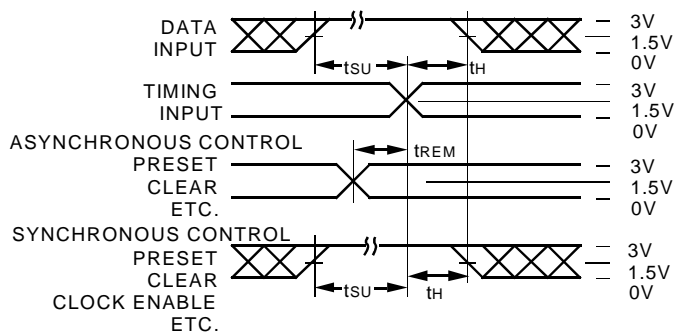 DATA
INPUT
3V
1.5V
0V
tSU
tH
TIMING
INPUT
3V
1.5V
0V
ASYNCHRONOUS CONTROL
PRESET
CLEAR
ETC.
tREM
3V
1.5V
0V
SYNCHRONOUS CONTROL
PRESET
CLEAR
CLOCK ENABLE
ETC.
tSU
tH
3V
1.5V
0V